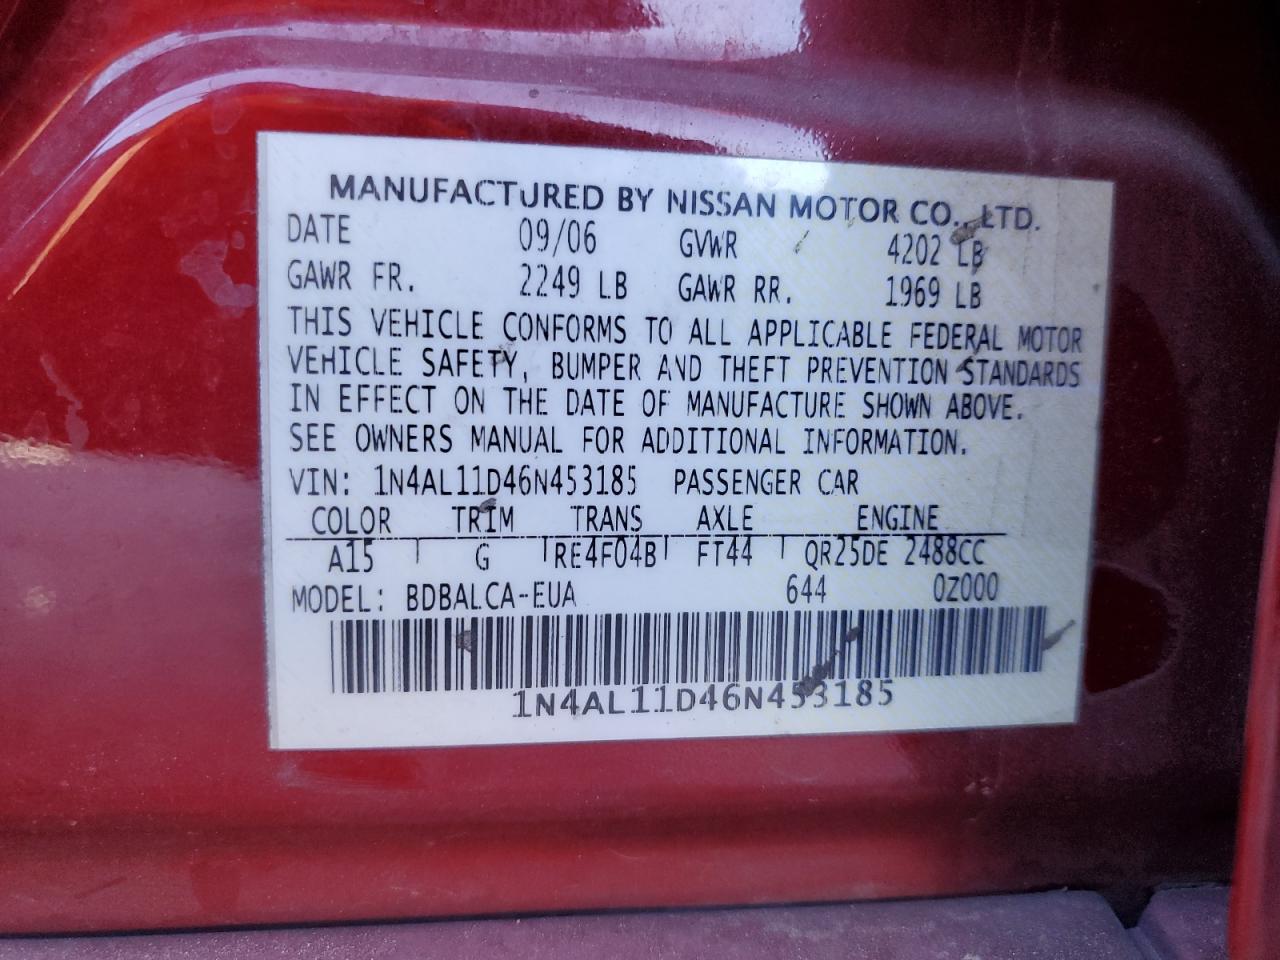 MANUFACTURED BY NISSAN MOTOR CO., LTD.
DATE 09/06 GVWR 4202 LB
GAWR FR. 2249 LB GAWR RR. 1969 LB
THIS VEHICLE CONFORMS TO ALL APPLICABLE FEDERAL MOTOR
VEHICLE SAFETY, BUMPER AND THEFT PREVENTION STANDARDS
IN EFFECT ON THE DATE OF MANUFACTURE SHOWN ABOVE.
SEE OWNERS MANUAL FOR ADDITIONAL INFORMATION.
VIN: 1N4AL11D46N453185 PASSENGER CAR
COLOR TRIM TRANS AXLE ENGINE
A15 G RE4F04B FT44 QR25DE 2488CC
MODEL: BDBALCA-EUA 644 0Z000
1N4AL11D46N453185